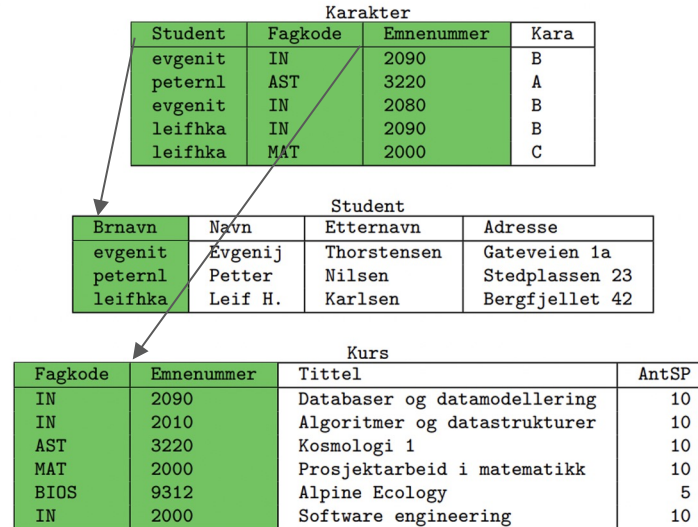 Karakter
Student Fagkode Emnenummer Kara
evgenit IN 2090 B
peternl AST 3220 A
evgenit IN 2080 B
leifhka IN 2090 B
leifhka MAT 2000 C
Student
Brnavn Navn Etternavn Adresse
evgenit Evgenij Thorstensen Gateveien 1a
peternl Petter Nilsen Stedplassen 23
leifhka Leif H. Karlsen Bergfjellet 42
Kurs
Fagkode Emnenummer Tittel AntSP
IN 2090 Databaser og datamodellering 10
IN 2010 Algoritmer og datastrukturer 10
AST 3220 Kosmologi 1 10
MAT 2000 Prosjektarbeid i matematikk 10
BIOS 9312 Alpine Ecology 5
IN 2000 Software engineering 10